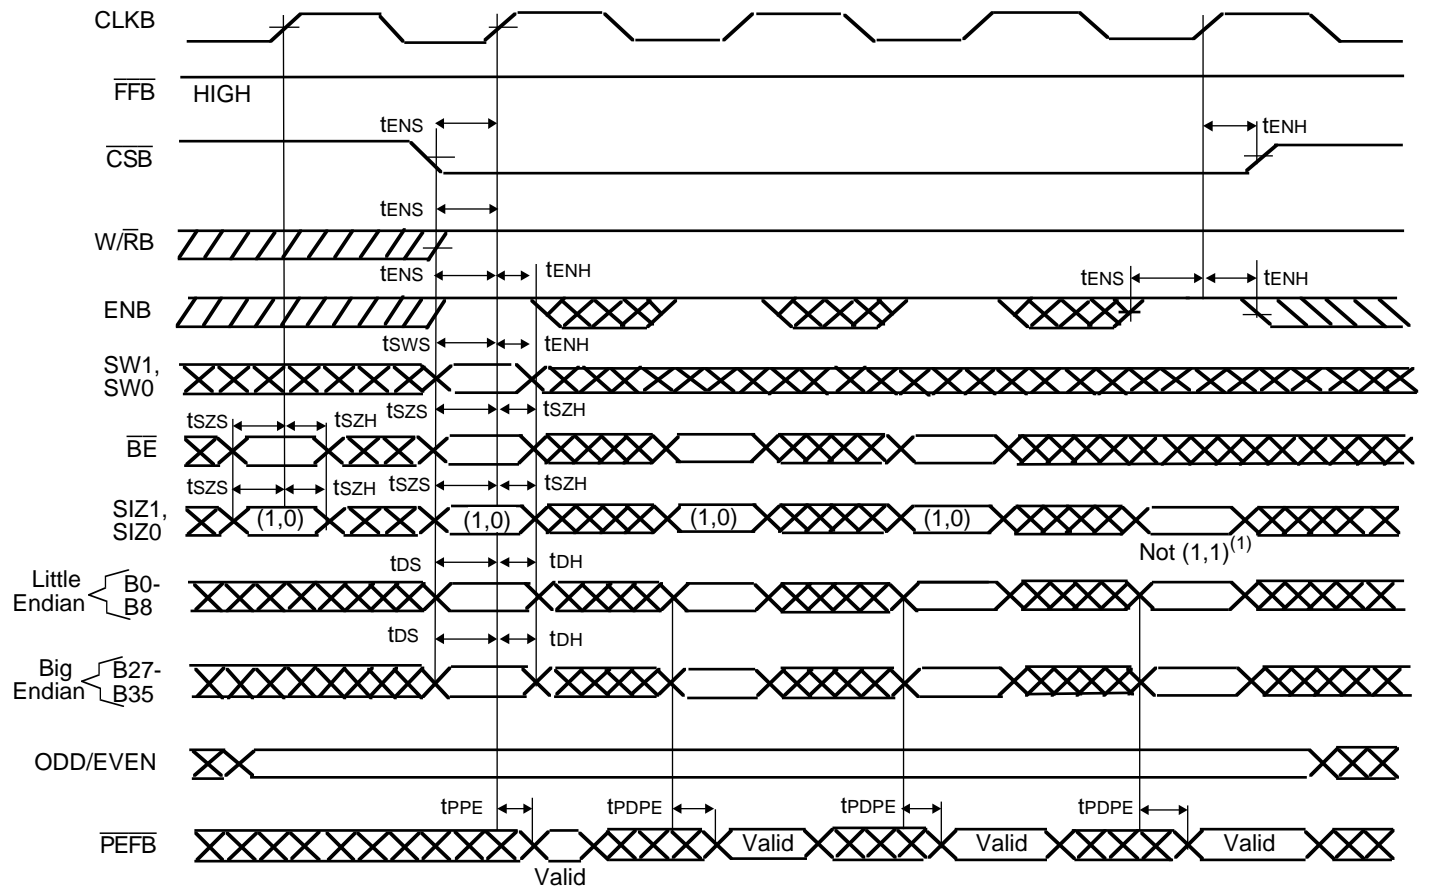 CLKB
FFB HIGH
tENS tENH
CSB
tENS
W/RB
tENS tENH tENS tENH
ENB
tSWS tENH
SW1,
SW0
tSZS tSZH tSZS tSZH
BE
tSZS tSZH tSZS tSZH
SIZ1,
SIZ0
(1,0) (1,0) (1,0) (1,0)
Not (1,1)(1)
tDS tDH
Little
Endian
B0-
B8
tDS tDH
Big
Endian
B27-
B35
ODD/EVEN
tPPE tPDPE tPDPE tPDPE
PEFB
Valid Valid Valid
Valid